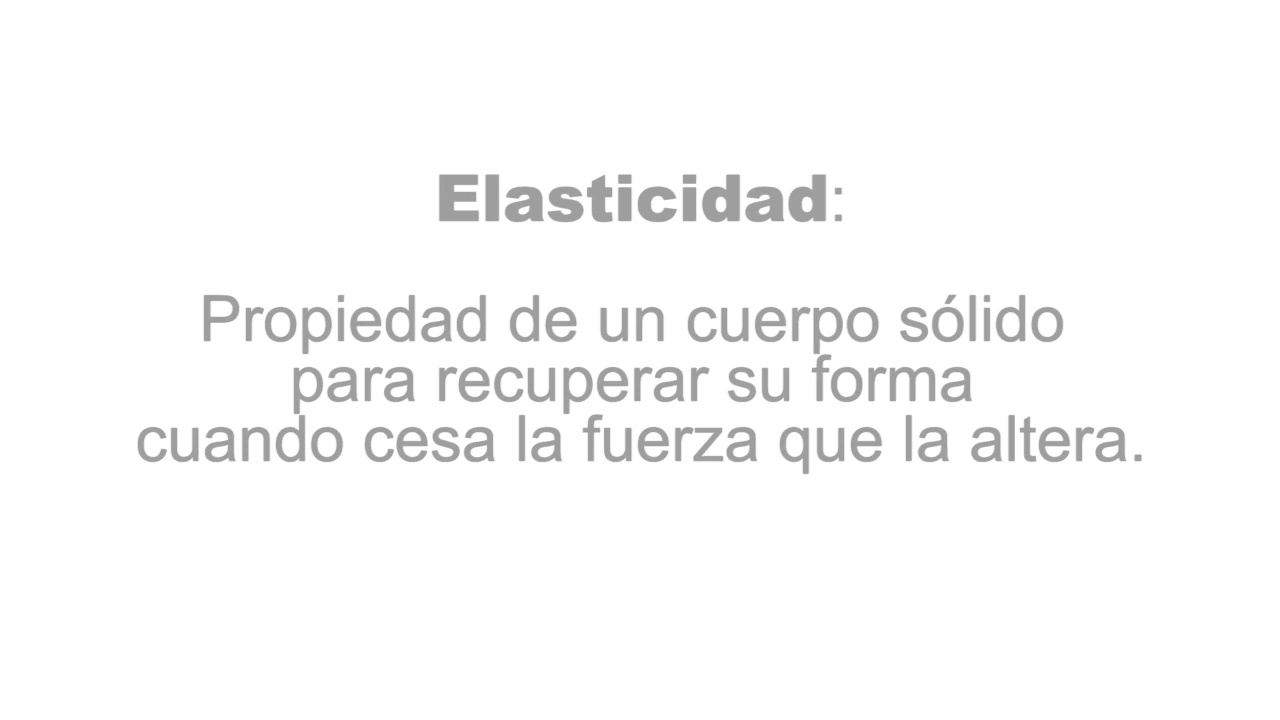 Elasticidad:
Propiedad de un cuerpo sólido
para recuperar su forma
cuando cesa la fuerza que la altera.